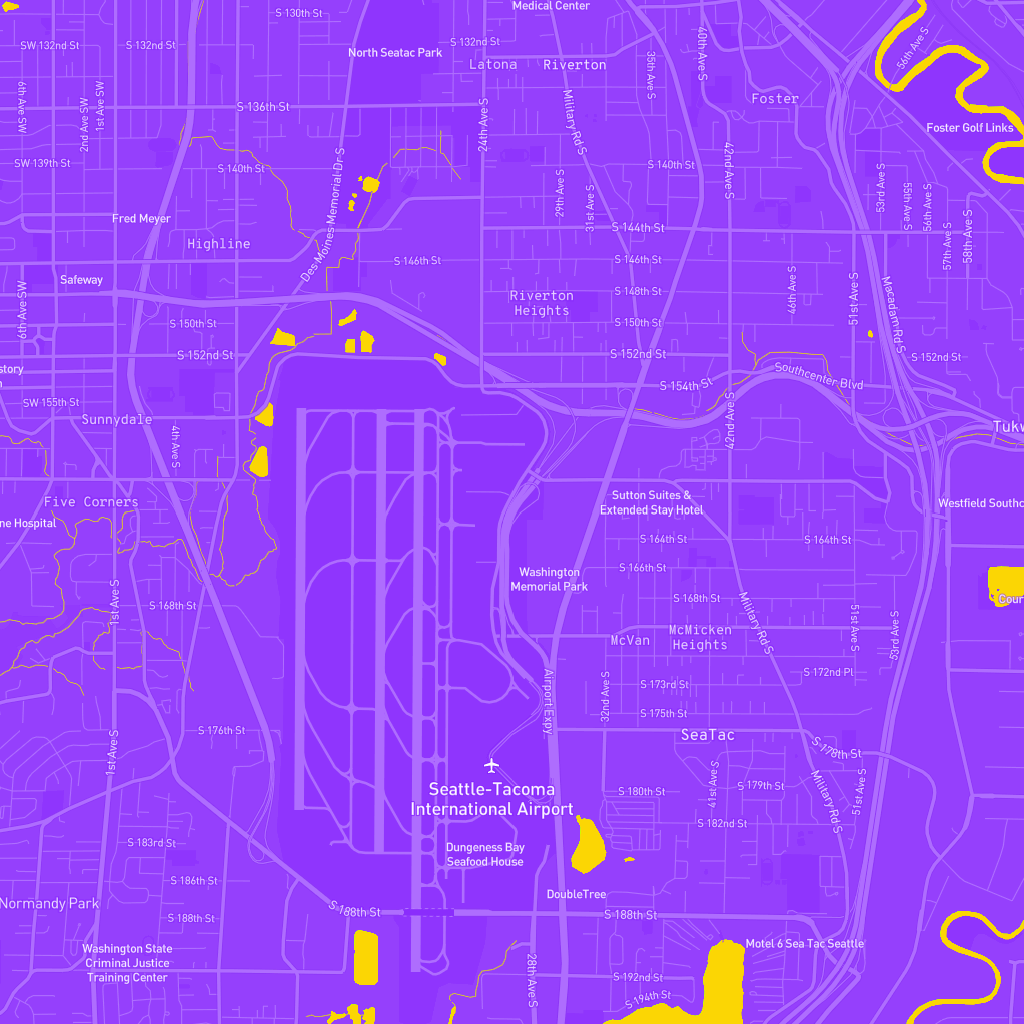 S 130th St
Medical Center
SW 132nd St
S 132nd St
S 132nd St
North Seatac Park
40th Ave S
56th Ave S
35th Ave S
Latona
Riverton
6th Ave SW
2nd Ave SW
1st Ave SW
S 136th St
24th Ave S
Military Rd S
Foster
Foster Golf Links
SW 139th St
S 140th St
S 140th St
42nd Ave S
53rd Ave S
55th Ave S
56th Ave S
57th Ave S
58th Ave S
29th Ave S
31st Ave S
Des Moines Memorial Dr S
Fred Meyer
S 144th St
Highline
S 146th St
S 146th St
Safeway
6th Ave SW
46th Ave S
51st Ave S
Macadam Rd S
S 148th St
Riverton
Heights
S 150th St
S 150th St
S 152nd St
S 152nd St
S 152nd St
story
Southcenter Blvd
S 154th St
SW 155th St
42nd Ave S
Sunnydale
4th Ave S
Tukw
Five Corners
Sutton Suites &
Extended Stay Hotel
Westfield Southc
ne Hospital
S 164th St
S 164th St
S 166th St
Washington
Memorial Park
1st Ave S
S 168th St
S 168th St
Military Rd S
51st Ave S
53rd Ave S
Cour
McVan
McMicken
Heights
S 172nd Pl
Airport Expy
32nd Ave S
S 173rd St
S 175th St
1st Ave S
S 176th St
SeaTac
S 178th St
41st Ave S
S 179th St
Military Rd S
51st Ave S
Seattle-Tacoma
International Airport
S 180th St
S 182nd St
S 183rd St
Dungeness Bay
Seafood House
S 186th St
DoubleTree
Normandy Park
S 188th St
S 188th St
S 188th St
Washington State
Criminal Justice
Training Center
Motel 6 Sea Tac Seattle
28th Ave S
S 192nd St
S 194th St